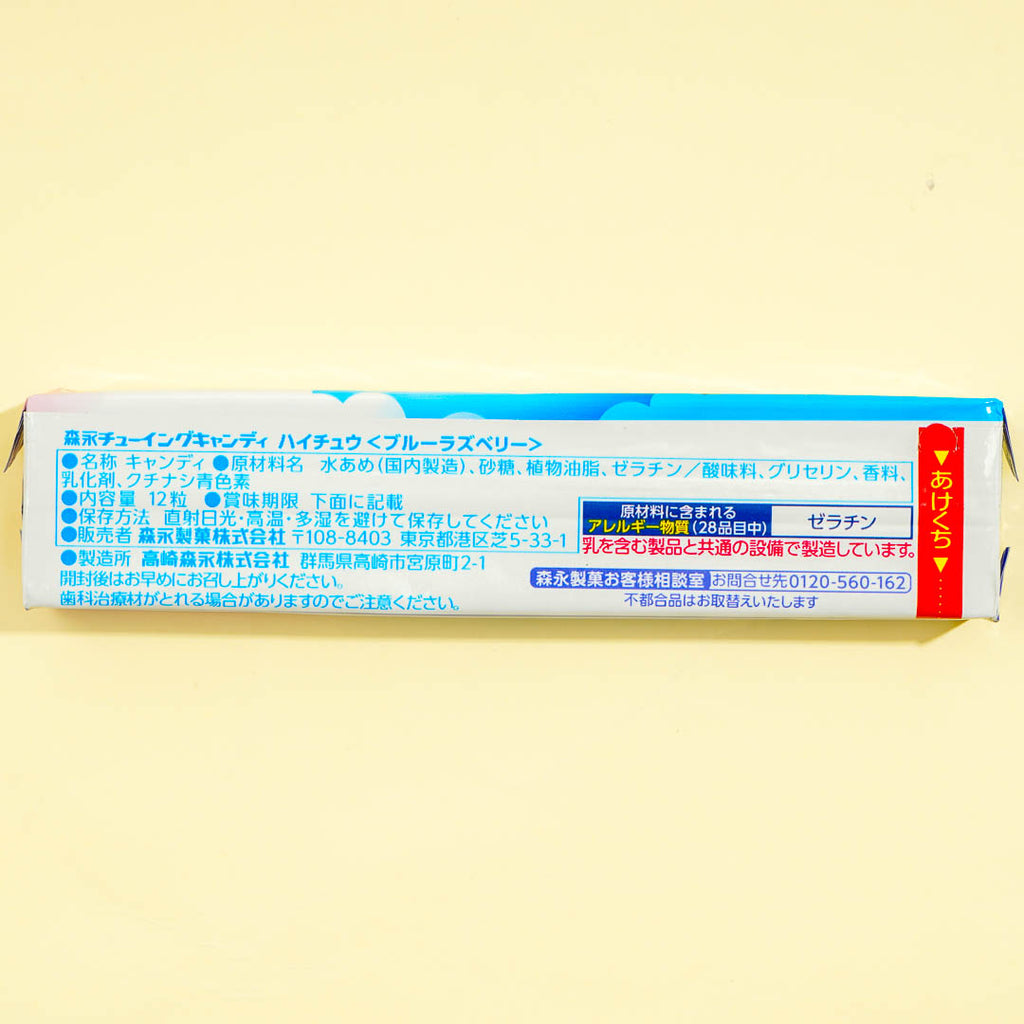 森永チューイングキャンディ ハイチュウ<ブルーラズベリー>
●名称 キャンディ ●原材料名 水あめ(国内製造)、砂糖、植物油脂、ゼラチン/酸味料、グリセリン、香料、
乳化剤、クチナシ青色素
●内容量 12粒 ●賞味期限 下面に記載
●保存方法 直射日光・高温・多湿を避けて保存してください
●販売者 森永製菓株式会社 〒108-8403 東京都港区芝5-33-1
●製造所 高崎森永株式会社 群馬県高崎市宮原町2-1
開封後はお早めにお召し上がりください。
歯科治療材がとれる場合がありますのでご注意ください。
原材料に含まれる
アレルギー物質(28品目中)
ゼラチン
乳を含む製品と共通の設備で製造しています。
森永製菓お客様相談室 お問合せ先0120-560-162
不都合品はお取替えいたします
▼あけくち▼